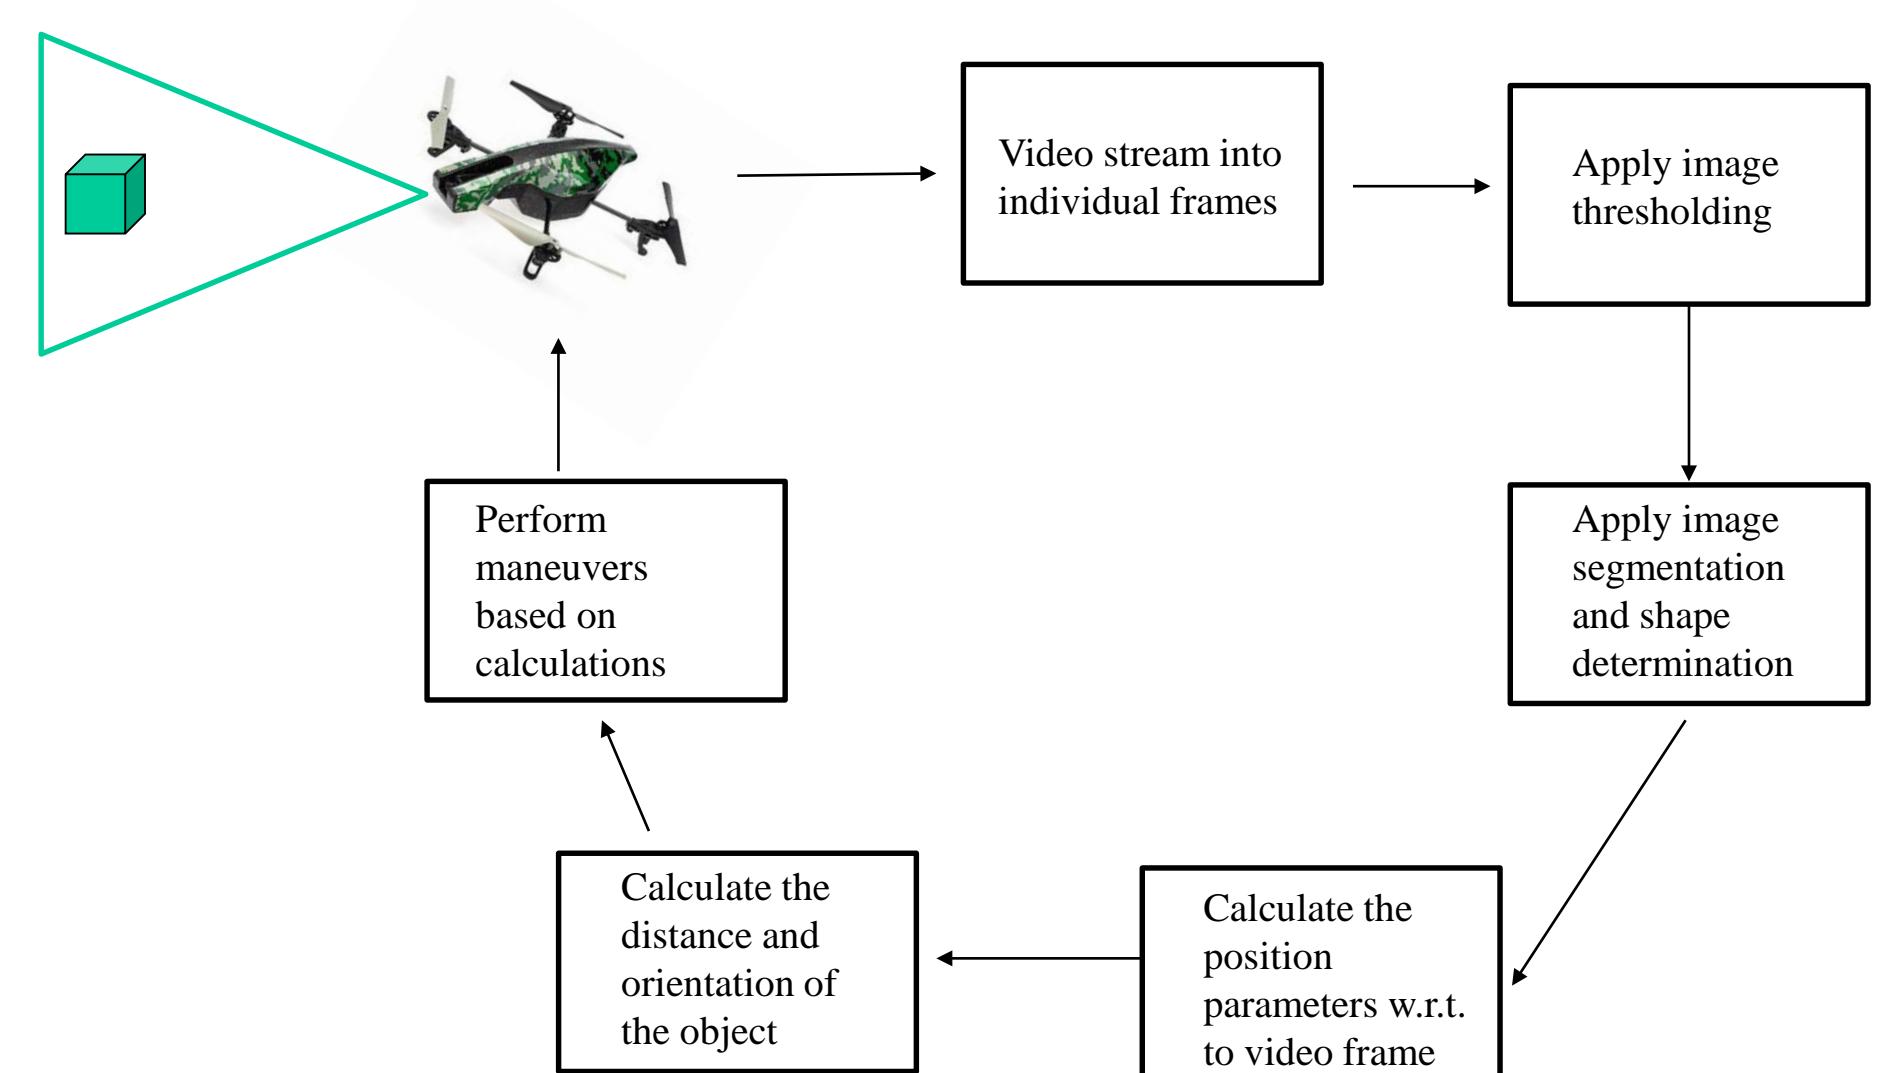 Video stream into
individual frames
Apply image
thresholding
Apply image
segmentation
and shape
determination
Calculate the
position
parameters w.r.t.
to video frame
Calculate the
distance and
orientation of
the object
Perform
maneuvers
based on
calculations